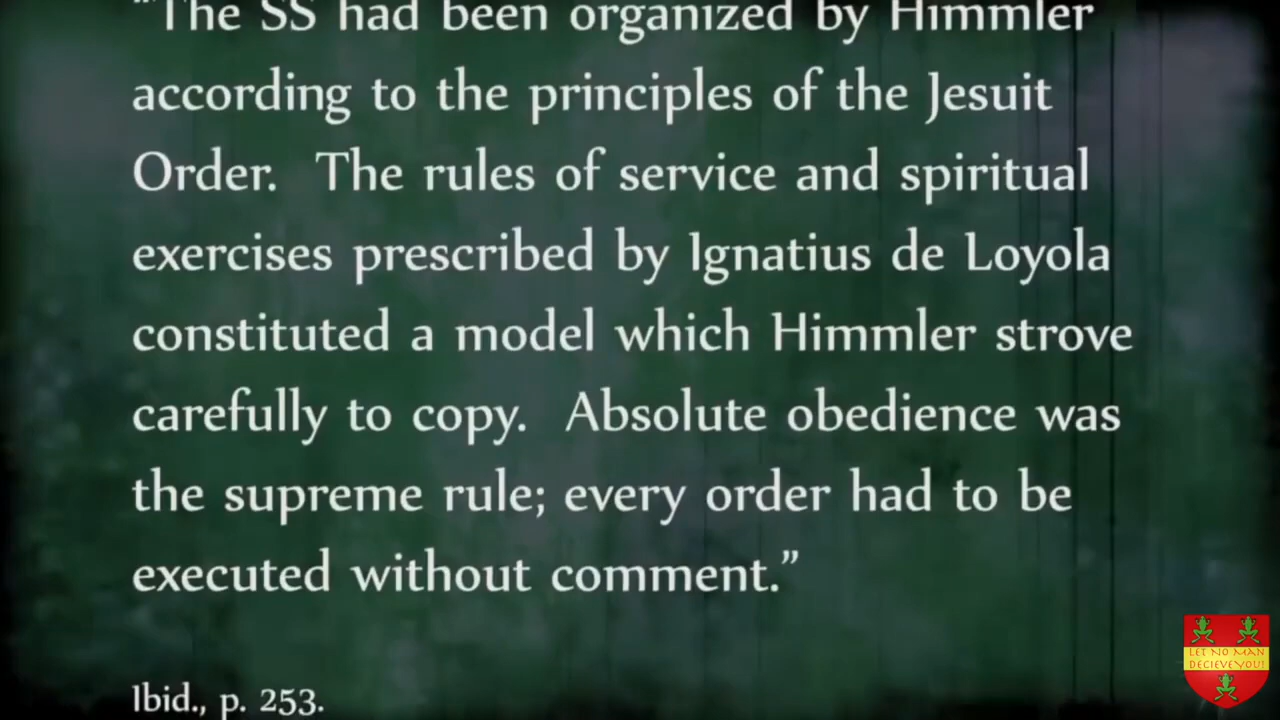 “The SS had been organized by Himmler
according to the principles of the Jesuit
Order. The rules of service and spiritual
exercises prescribed by Ignatius de Loyola
constituted a model which Himmler strove
carefully to copy. Absolute obedience was
the supreme rule; every order had to be
executed without comment.”
Ibid., p. 253.
LET NO MAN
DECIEVE YOU!